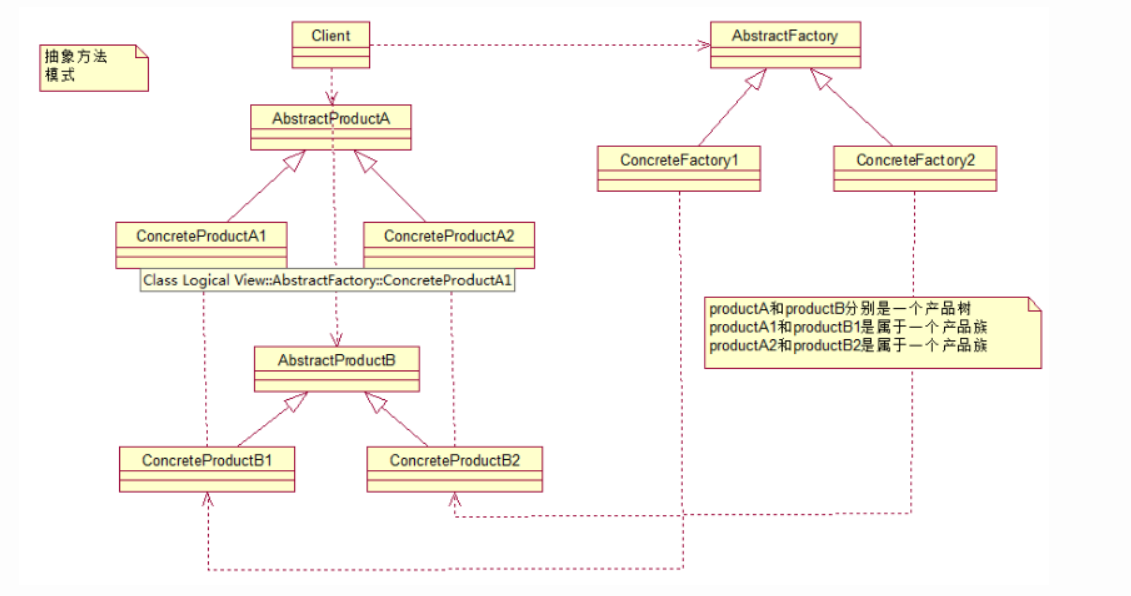 抽象方法
模式
Client
AbstractFactory
AbstractProductA
ConcreteFactory1
ConcreteFactory2
ConcreteProductA1
ConcreteProductA2
Class Logical View::AbstractFactory::ConcreteProductA1
productA和productB分别是一个产品树
productA1和productB1是属于一个产品族
productA2和productB2是属于一个产品族
AbstractProductB
ConcreteProductB1
ConcreteProductB2